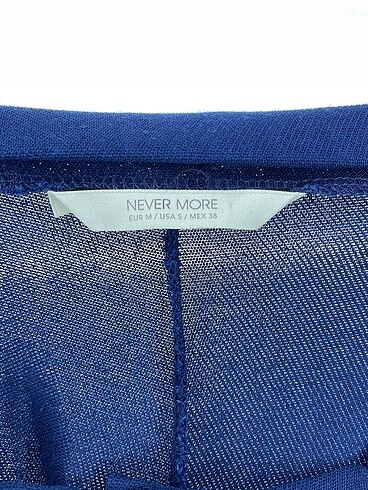 NEVER MORE
EUR M / USA S / MEX 38